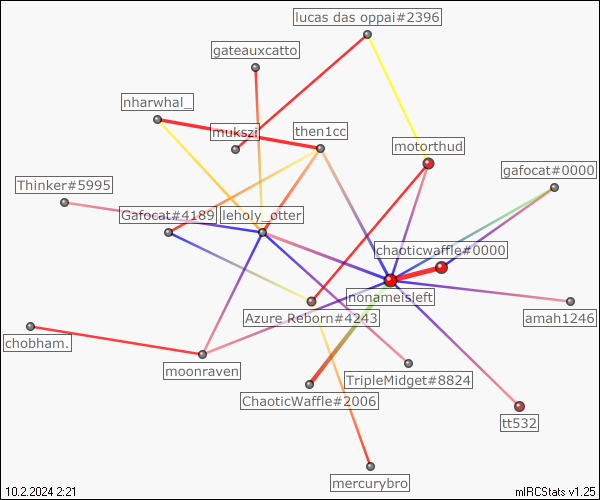 lucas das oppai#2396
gateauxcatto
nharwhal_
mukszi
then1cc
motorthud
gafocat#0000
Thinker#5995
Gafocat#4189
leholy_otter
chaoticwaffle#0000
nonameisleft
Azure Reborn#4243
amah1246
chobham.
moonraven
TripleMidget#8824
ChaoticWaffle#2006
tt532
mercurybro
10.2.2024 2:21
mIRCStats v1.25